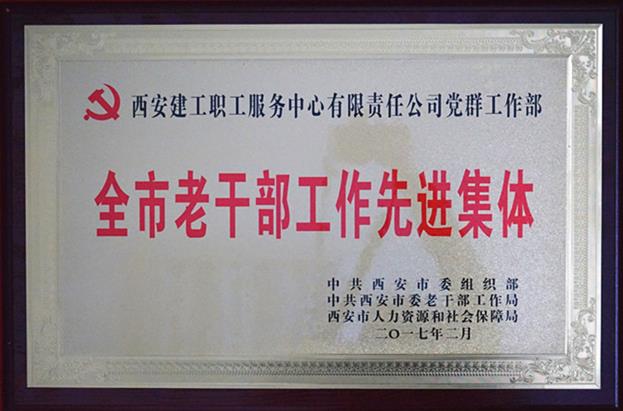 西安建工职工服务中心有限责任公司党群工作部
全市老干部工作先进集体
中共西安市委组织部
中共西安市委老干部工作局
西安市人力资源和社会保障局
二〇一七年二月